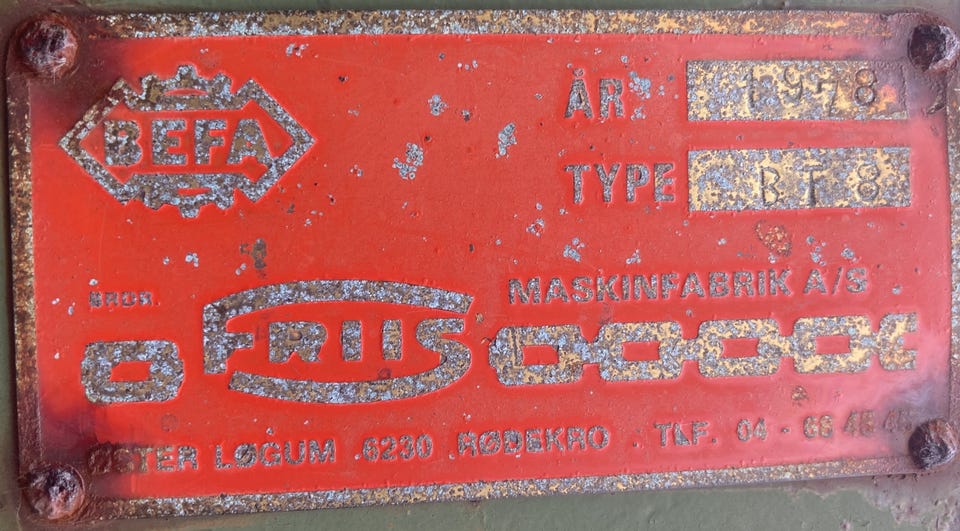 BEFA
ÅR. 1978
TYPE BT 8
BRDR.
FRIIS
MASKINFABRIK A/S
ØSTER LØGUM . 6230 . RØDEKRO . TLF. 04 - 66 45 45